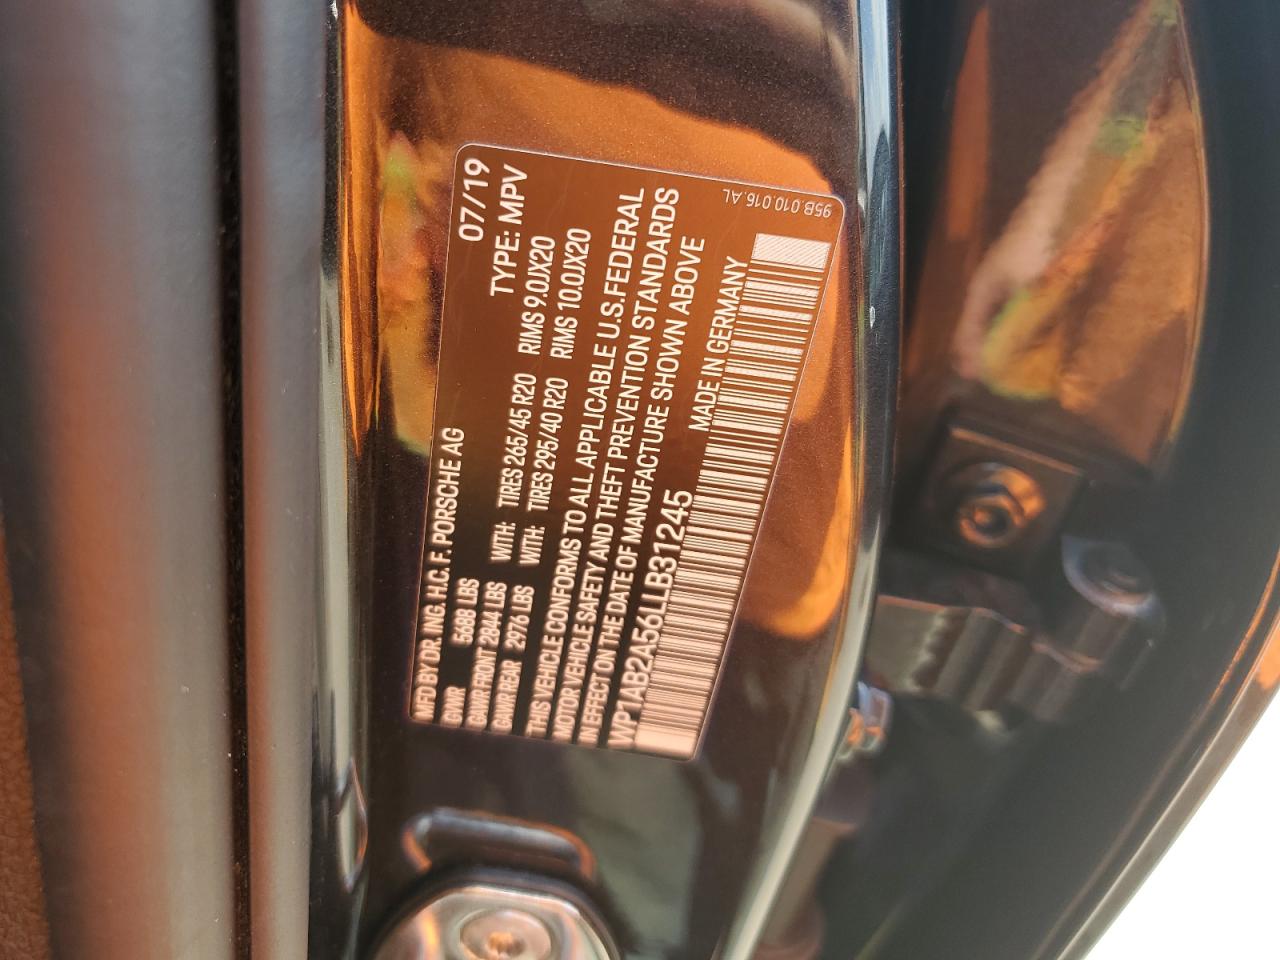 MFD BY DR. ING. H.C. F. PORSCHE AG 07/19
GVWR 5688 LBS TYPE: MPV
GAWR FRONT 2844 LBS WITH: TIRES 265/45 R20 RIMS 9.0JX20
GAWR REAR 2976 LBS WITH: TIRES 295/40 R20 RIMS 10.0JX20
THIS VEHICLE CONFORMS TO ALL APPLICABLE U.S. FEDERAL
MOTOR VEHICLE SAFETY AND THEFT PREVENTION STANDARDS
IN EFFECT ON THE DATE OF MANUFACTURE SHOWN ABOVE
WP1AB2A56LLB31245 MADE IN GERMANY
95B.010.016.AL